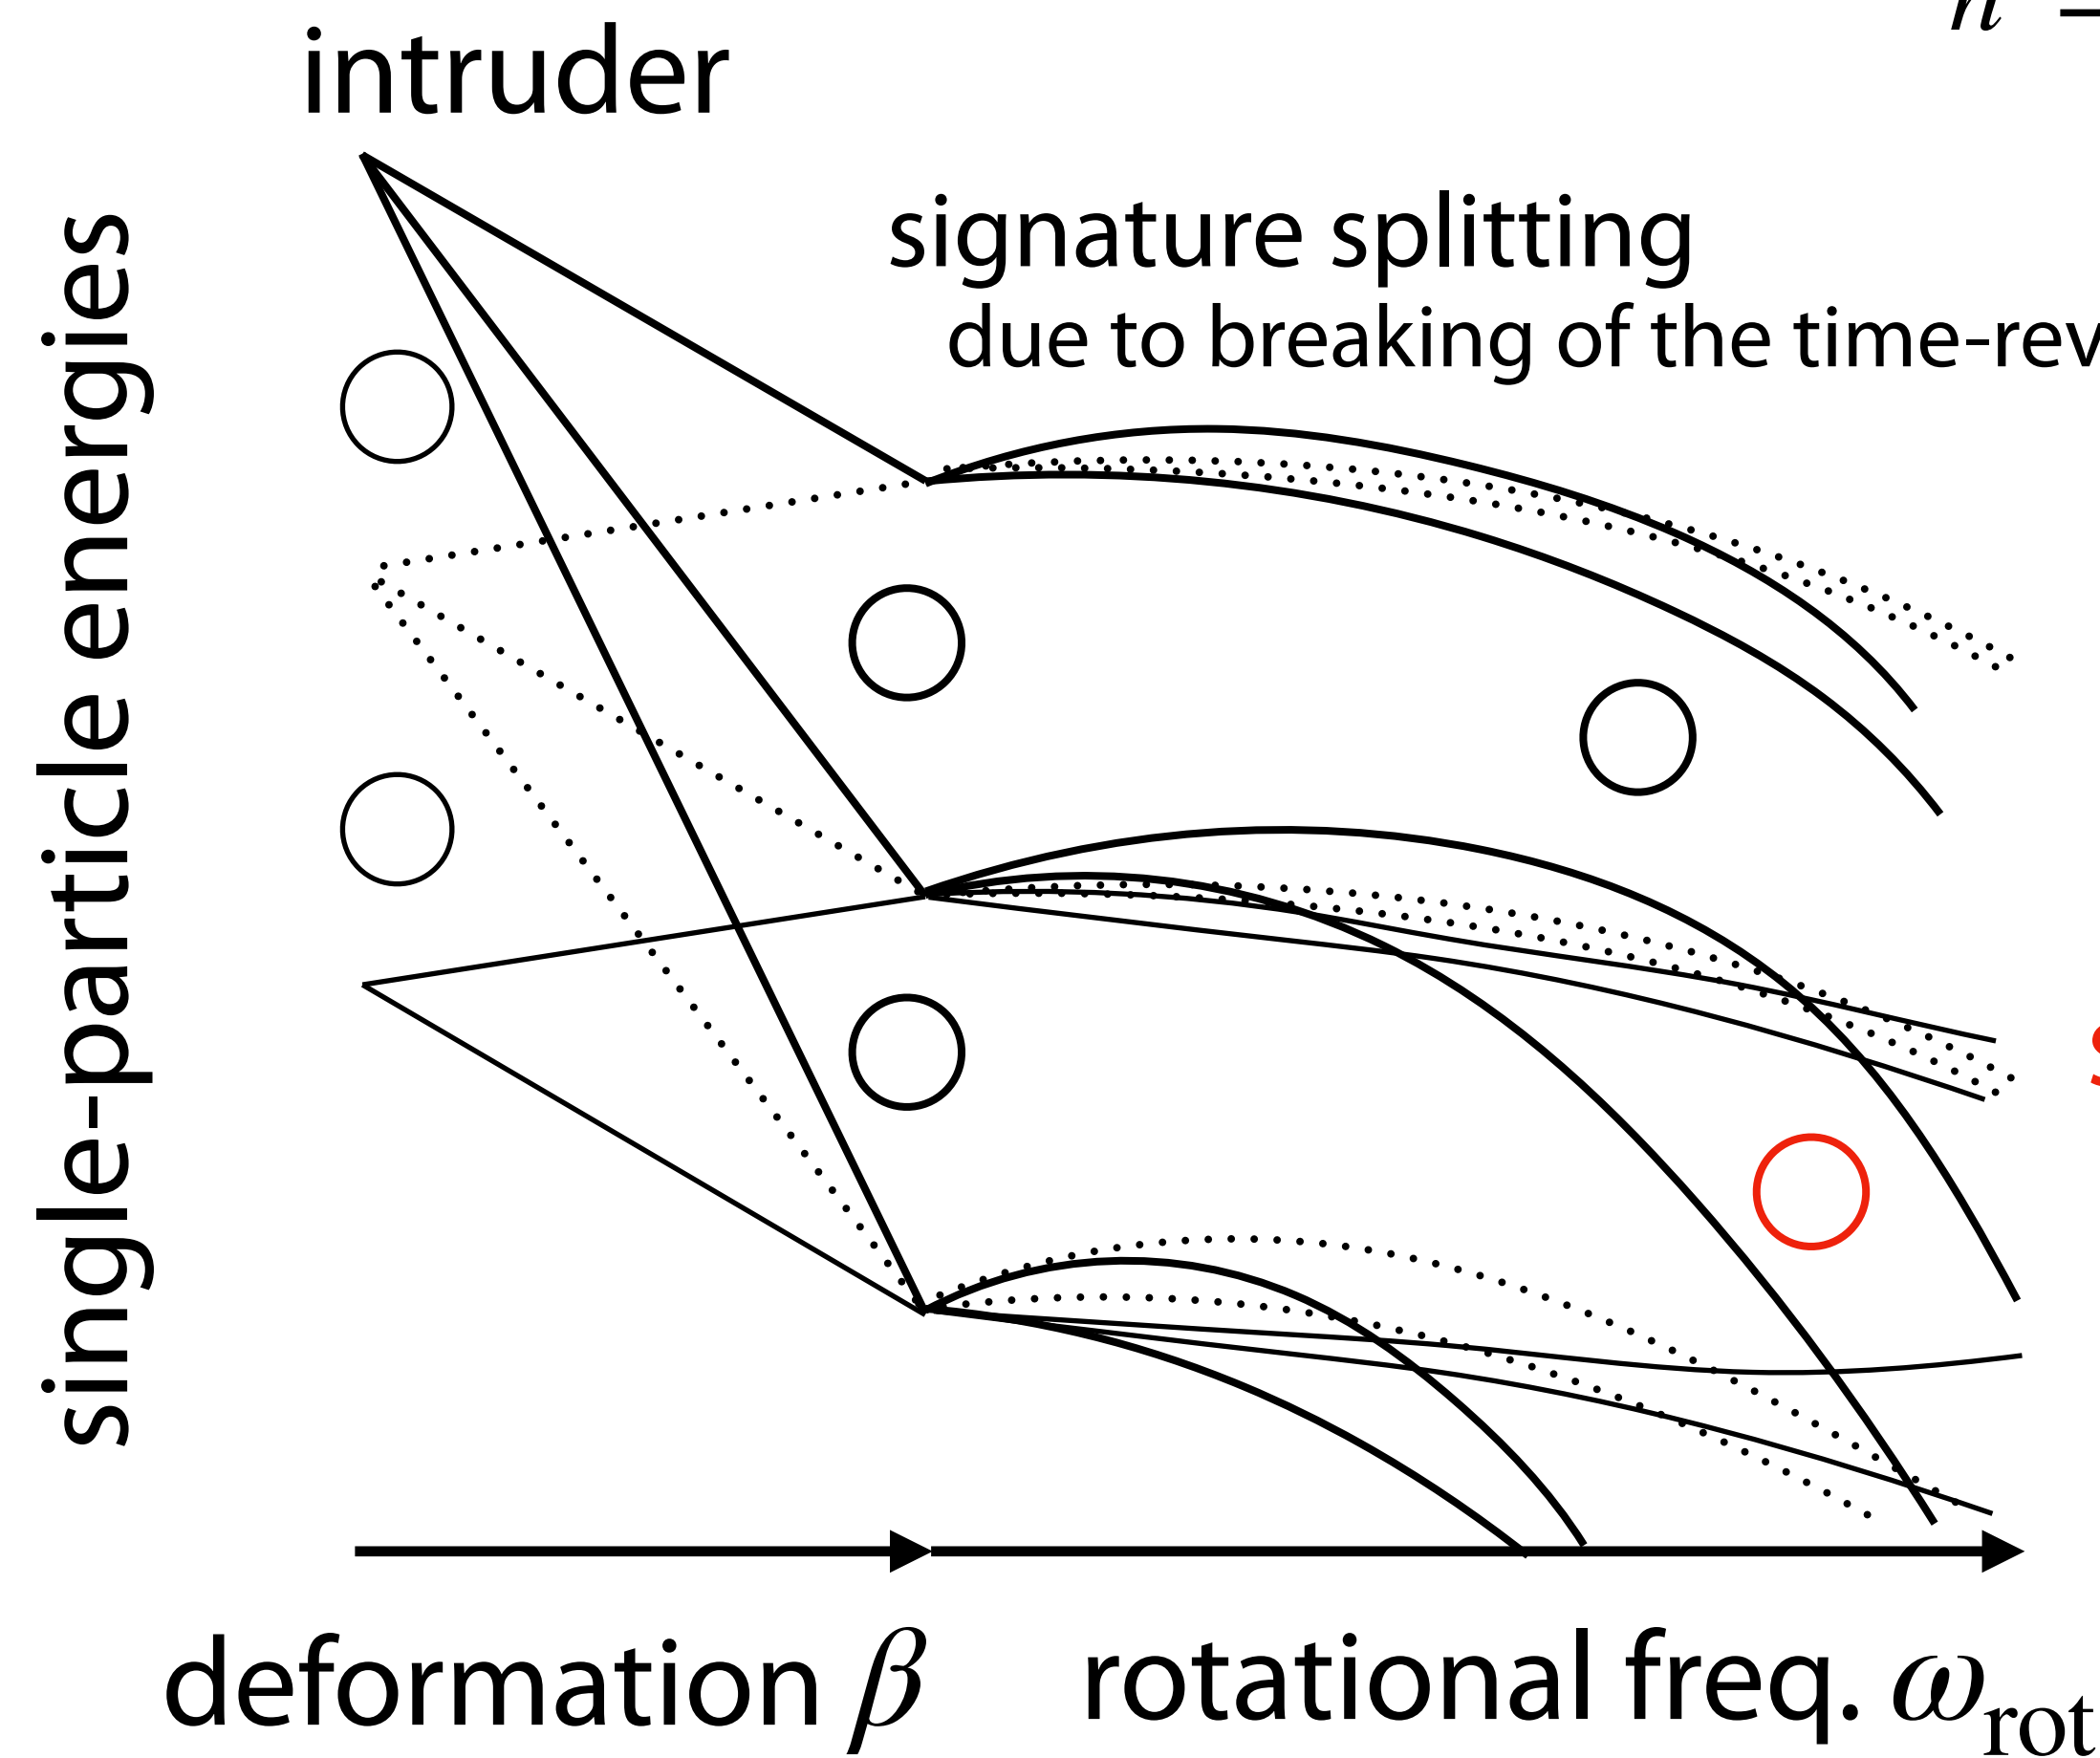 intruder
signature splitting
due to breaking of the time-rev
single-particle energies
deformation β
rotational freq. ω_rot